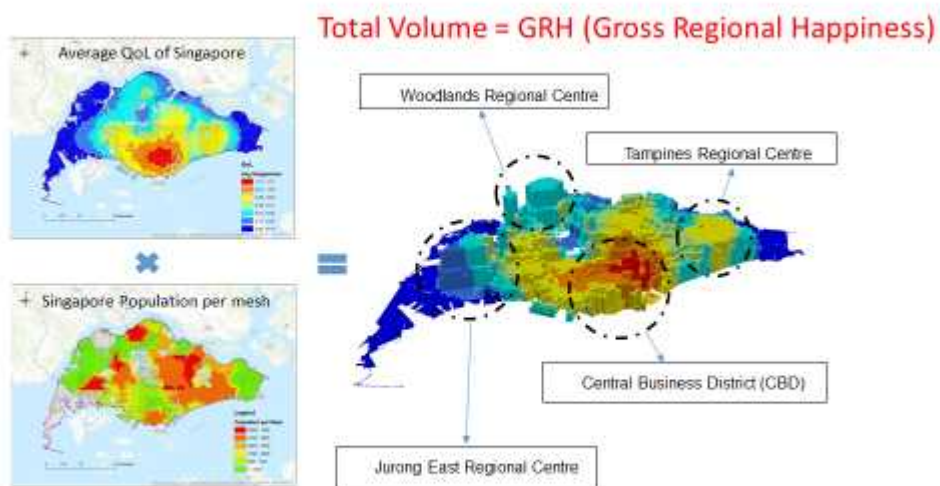 Total Volume = GRH (Gross Regional Happiness)
Average QoL of Singapore
Woodlands Regional Centre
Tampines Regional Centre
Singapore Population per mesh
Central Business District (CBD)
Jurong East Regional Centre